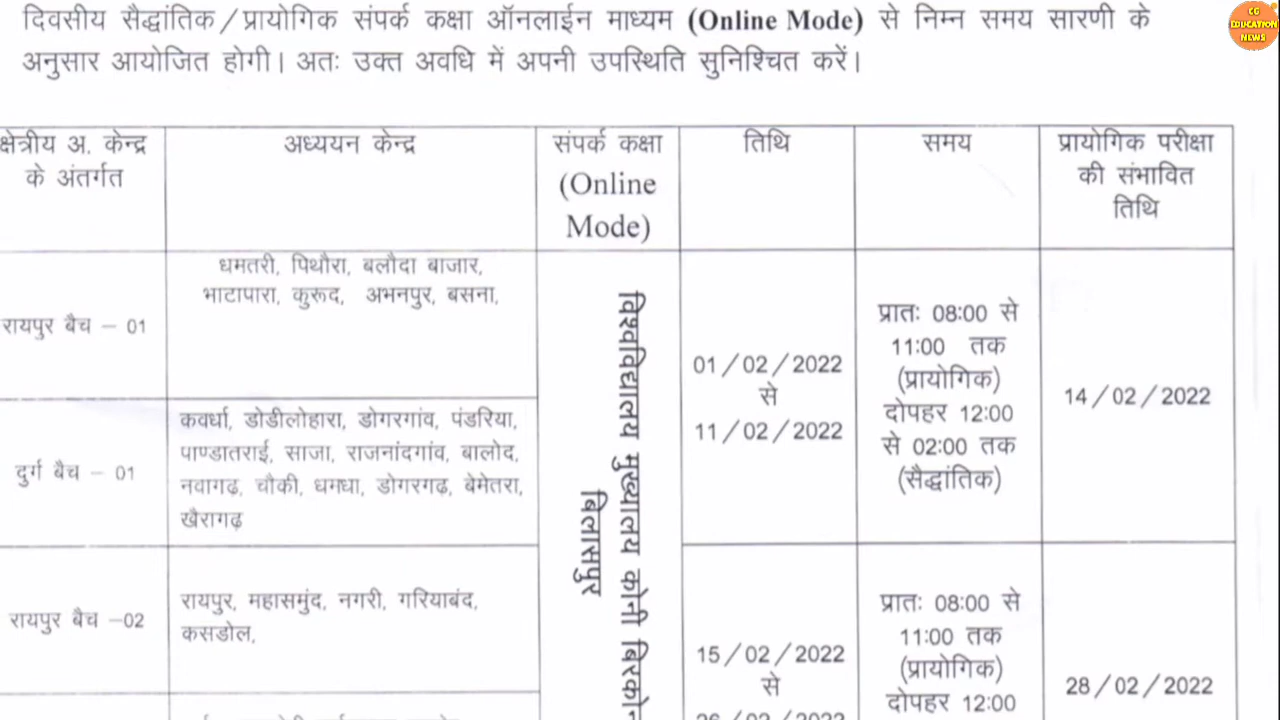 दिवसीय सैद्धांतिक/प्रायोगिक संपर्क कक्षा ऑनलाईन माध्यम (Online Mode) से निम्न समय सारणी के
अनुसार आयोजित होगी। अतः उक्त अवधि में अपनी उपस्थिति सुनिश्चित करें।
CG
EDUCATION
NEWS
क्षेत्रीय अ. केन्द्र
के अंतर्गत
अध्ययन केन्द्र
संपर्क कक्षा
(Online
Mode)
तिथि
समय
प्रायोगिक परीक्षा
की संभावित
तिथि
रायपुर बैच – 01
धमतरी, पिथौरा, बलौदा बाजार,
भाटापारा, कुरूद, अभनपुर, बसना,
विश्वविद्यालय मुख्यालय कोनी बिरकोन
बिलासपुर
01/02/2022
से
11/02/2022
प्रातः 08:00 से
11:00 तक
(प्रायोगिक)
दोपहर 12:00
से 02:00 तक
(सैद्धांतिक)
14/02/2022
दुर्ग बैच – 01
कवर्धा, डोडीलोहारा, डोगरगांव, पंडरिया,
पाण्डातराई, साजा, राजनांदगांव, बालोद,
नवागढ़, चौकी, धमधा, डोगरगढ़, बेमेतरा,
खैरागढ़
रायपुर बैच –02
रायपुर, महासमुंद, नगरी, गरियाबंद,
कसडोल,
15/02/2022
से
प्रातः 08:00 से
11:00 तक
(प्रायोगिक)
दोपहर 12:00
28/02/2022